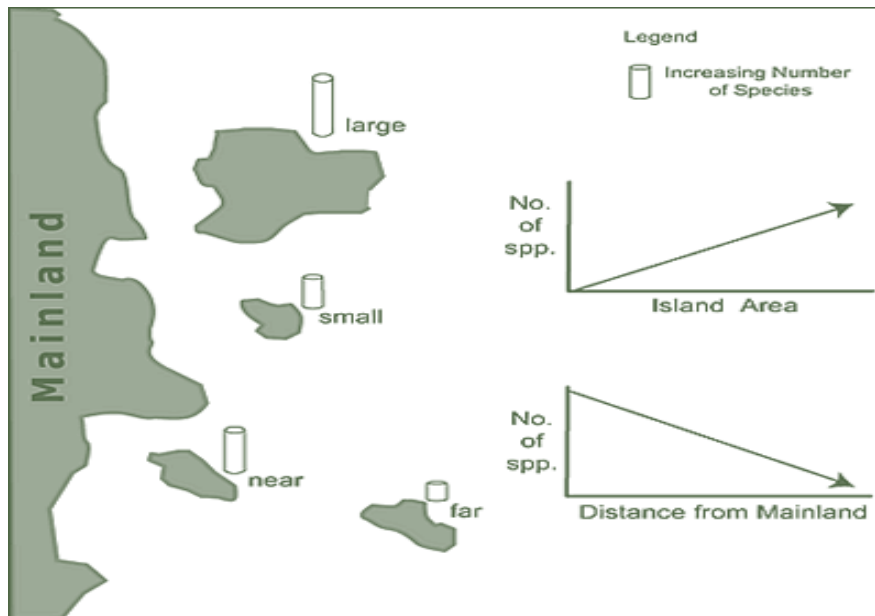 Mainland
Legend
Increasing Number
of Species
large
No.
of
spp.
Island Area
small
near
far
No.
of
spp.
Distance from Mainland